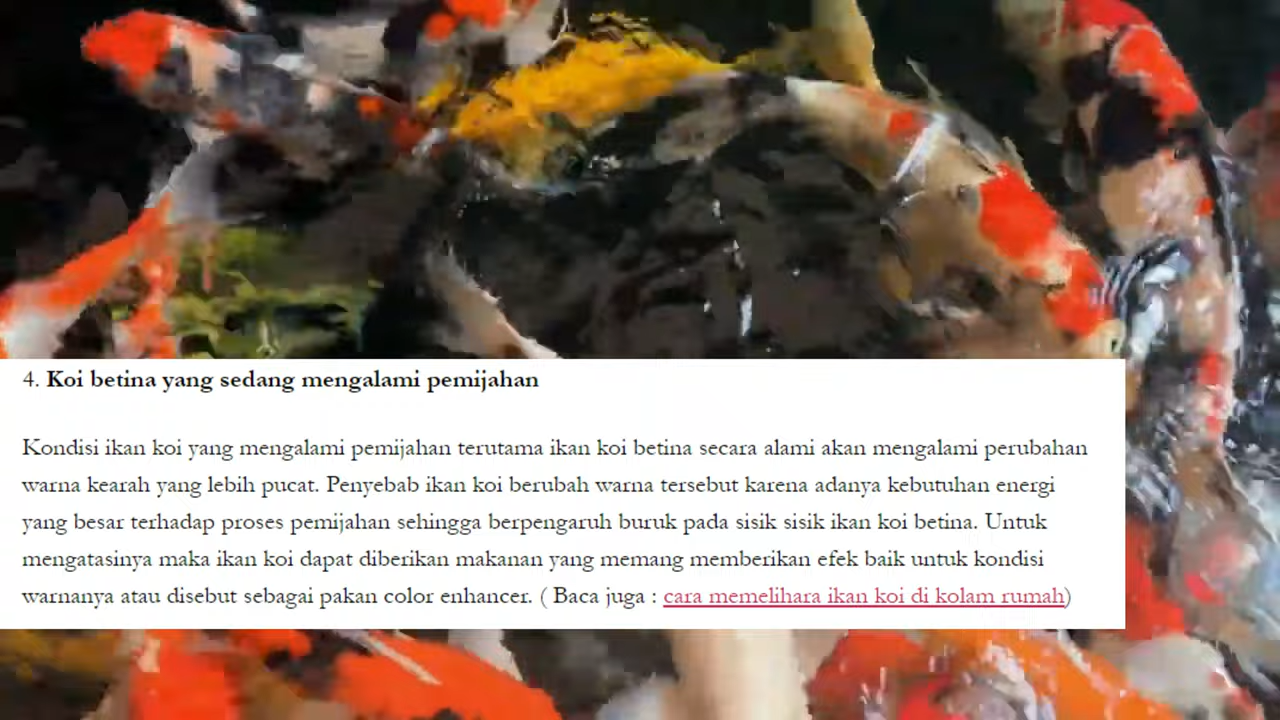 4. Koi betina yang sedang mengalami pemijahan
Kondisi ikan koi yang mengalami pemijahan terutama ikan koi betina secara alami akan mengalami perubahan
warna kearah yang lebih pucat. Penyebab ikan koi berubah warna tersebut karena adanya kebutuhan energi
yang besar terhadap proses pemijahan sehingga berpengaruh buruk pada sisik sisik ikan koi betina. Untuk
mengatasinya maka ikan koi dapat diberikan makanan yang memang memberikan efek baik untuk kondisi
warnanya atau disebut sebagai pakan color enhancer. ( Baca juga : cara memelihara ikan koi di kolam rumah)